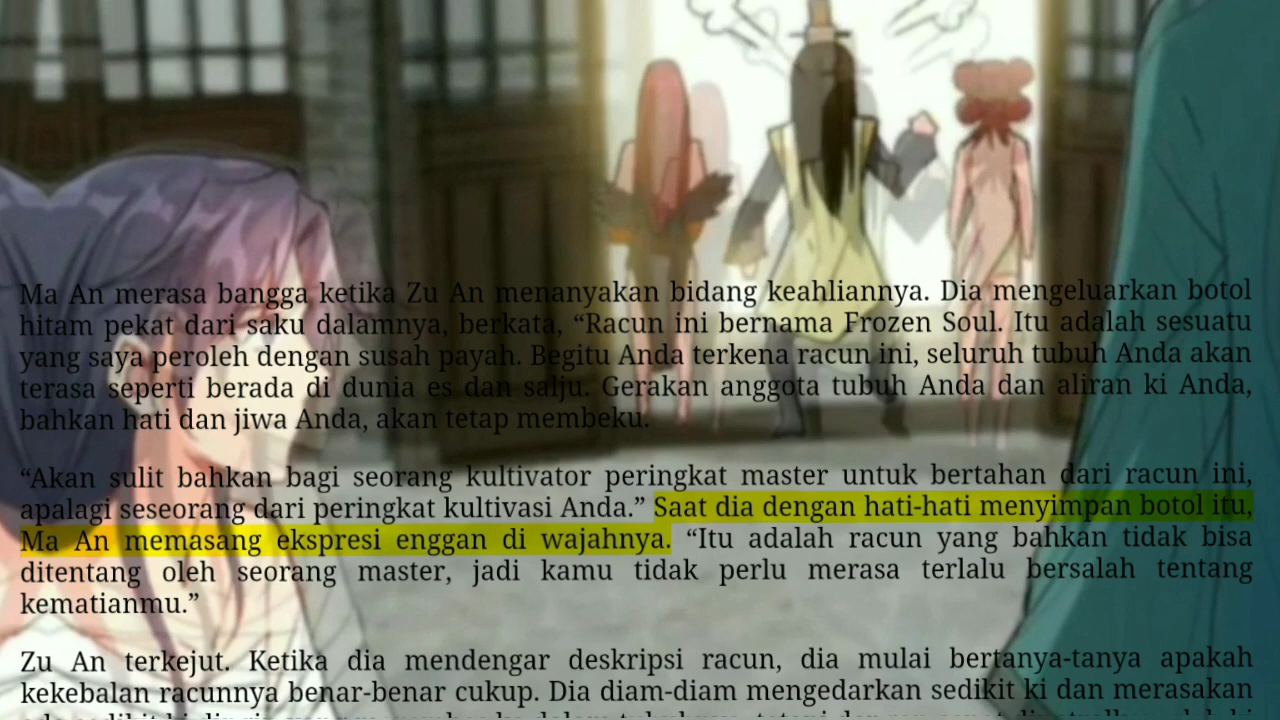 Ma An merasa bangga ketika Zu An menanyakan bidang keahliannya. Dia mengeluarkan botol
hitam pekat dari saku dalamnya, berkata, “Racun ini bernama Frozen Soul. Itu adalah sesuatu
yang saya peroleh dengan susah payah. Begitu Anda terkena racun ini, seluruh tubuh Anda akan
terasa seperti berada di dunia es dan salju. Gerakan anggota tubuh Anda dan aliran ki Anda,
bahkan hati dan jiwa Anda, akan tetap membeku.
“Akan sulit bahkan bagi seorang kultivator peringkat master untuk bertahan dari racun ini,
apalagi seseorang dari peringkat kultivasi Anda.” Saat dia dengan hati-hati menyimpan botol itu,
Ma An memasang ekspresi enggan di wajahnya. “Itu adalah racun yang bahkan tidak bisa
ditentang oleh seorang master, jadi kamu tidak perlu merasa terlalu bersalah tentang
kematianmu.”
Zu An terkejut. Ketika dia mendengar deskripsi racun, dia mulai bertanya-tanya apakah
kekebalan racunnya benar-benar cukup. Dia diam-diam mengedarkan sedikit ki dan merasakan